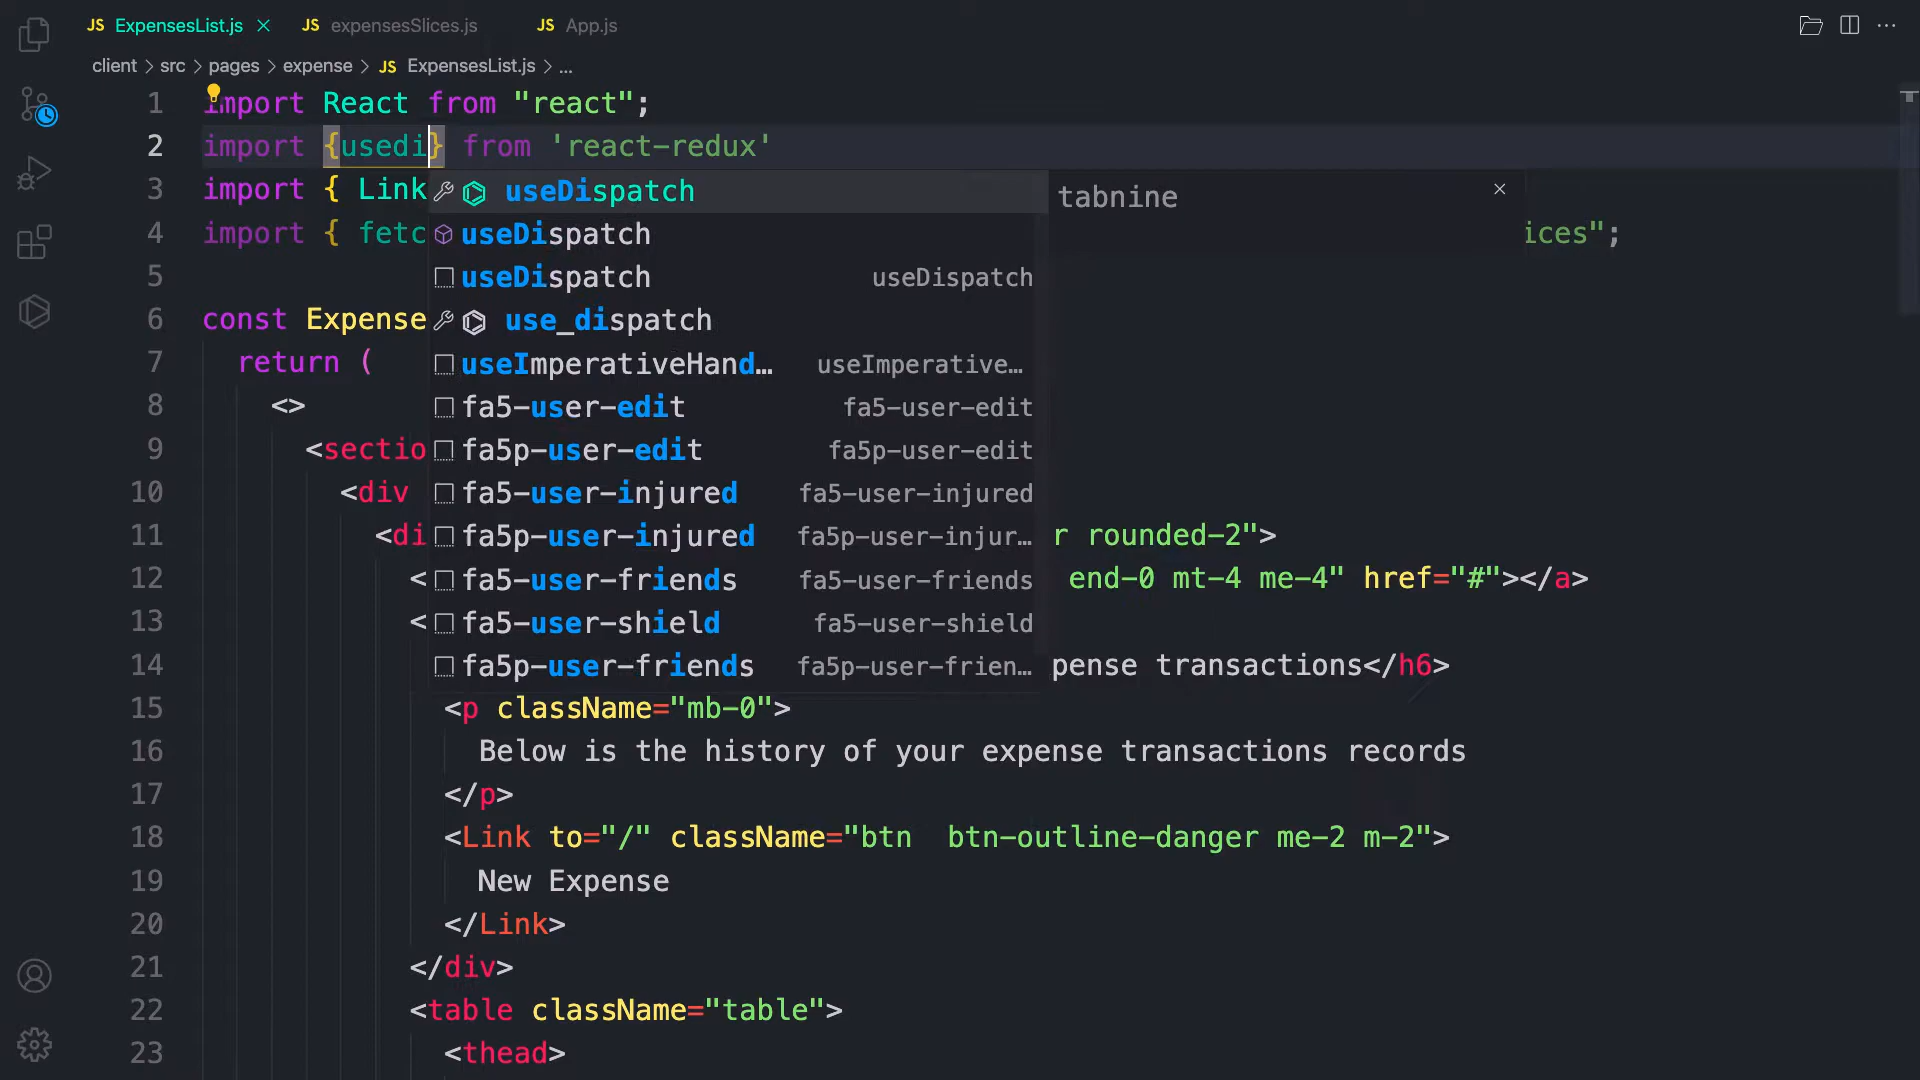 JS ExpensesList.js JS expensesSlices.js JS App.js
client > src > pages > expense > JS ExpensesList.js > ...
1 import React from "react";
2 import {usedi} from 'react-redux'
3 import { Link
4 import { fetc ices";
5
6 const Expense
7 return (
8 <>
9 <sectio
10 <div
11 <di r rounded-2">
12 < end-0 mt-4 me-4" href="#"></a>
13 <
14 pense transactions</h6>
15 <p className="mb-0">
16 Below is the history of your expense transactions records
17 </p>
18 <Link to="/" className="btn  btn-outline-danger me-2 m-2">
19 New Expense
20 </Link>
21 </div>
22 <table className="table">
23 <thead>
useDispatch
useDispatch
useDispatch useDispatch
use_dispatch
useImperativeHand… useImperative…
fa5-user-edit fa5-user-edit
fa5p-user-edit fa5p-user-edit
fa5-user-injured fa5-user-injured
fa5p-user-injured fa5p-user-injur…
fa5-user-friends fa5-user-friends
fa5-user-shield fa5-user-shield
fa5p-user-friends fa5p-user-frien…
tabnine